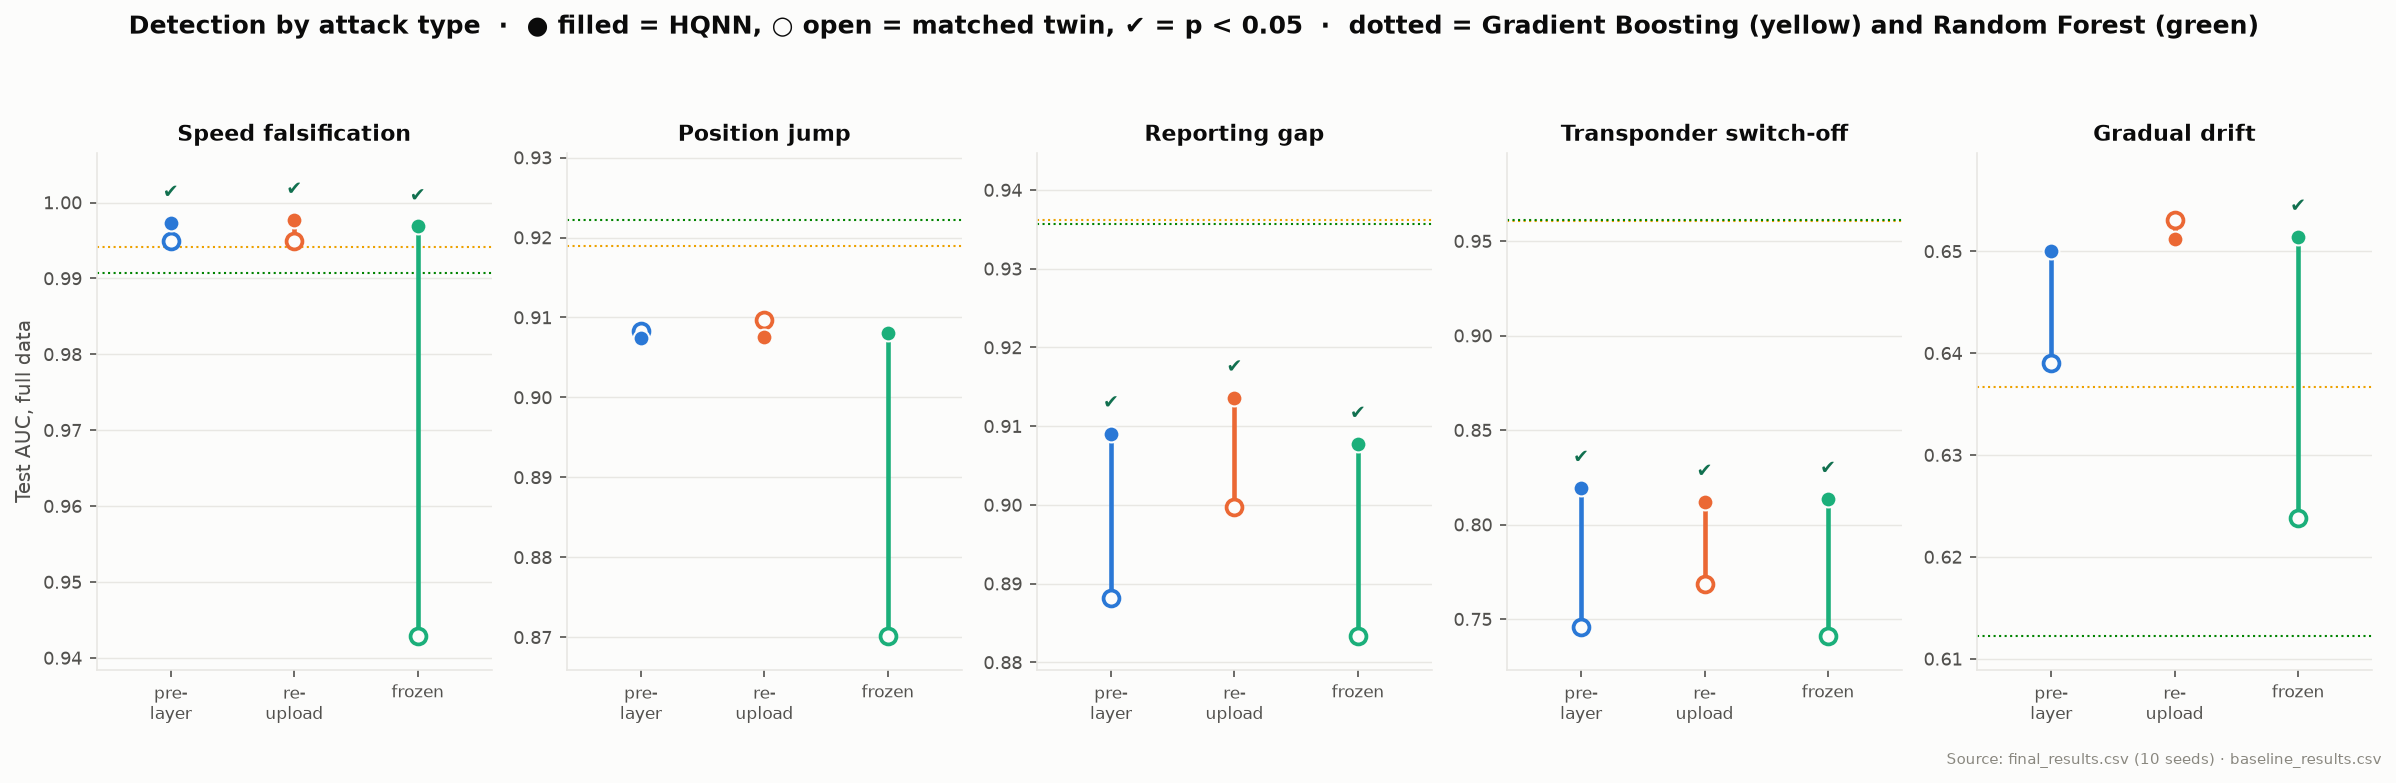 Detection by attack type · ● filled = HQNN, ○ open = matched twin, ✔ = p < 0.05 · dotted = Gradient Boosting (yellow) and Random Forest (green)
Test AUC, full data
Speed falsification
✔ ✔ ✔
1.00
0.99
0.98
0.97
0.96
0.95
0.94
pre-layer
re-upload
frozen
Position jump
0.93
0.92
0.91
0.90
0.89
0.88
0.87
pre-layer
re-upload
frozen
Reporting gap
✔ ✔ ✔
0.94
0.93
0.92
0.91
0.90
0.89
0.88
pre-layer
re-upload
frozen
Transponder switch-off
✔ ✔ ✔
0.95
0.90
0.85
0.80
0.75
pre-layer
re-upload
frozen
Gradual drift
✔
0.65
0.64
0.63
0.62
0.61
pre-layer
re-upload
frozen
Source: final_results.csv (10 seeds) · baseline_results.csv